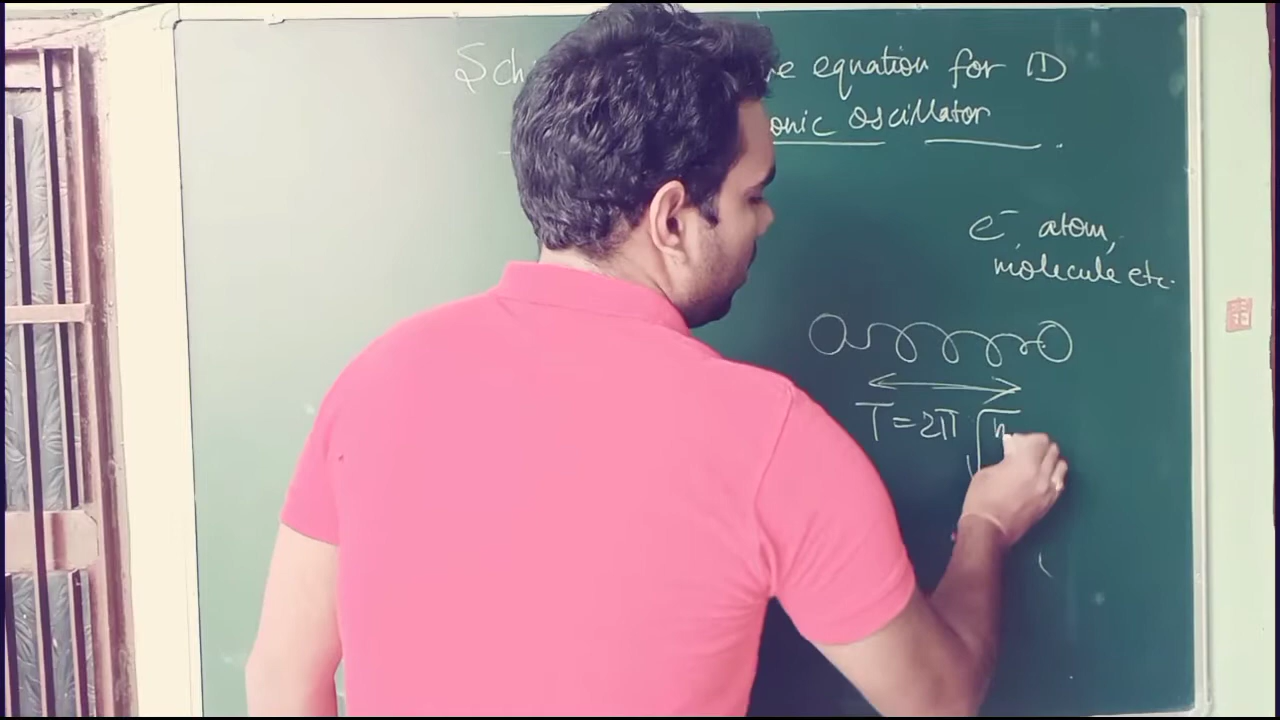 Sch e equation for 1D
onic oscillator
e⁻, atom,
molecule etc.
T = 2π √